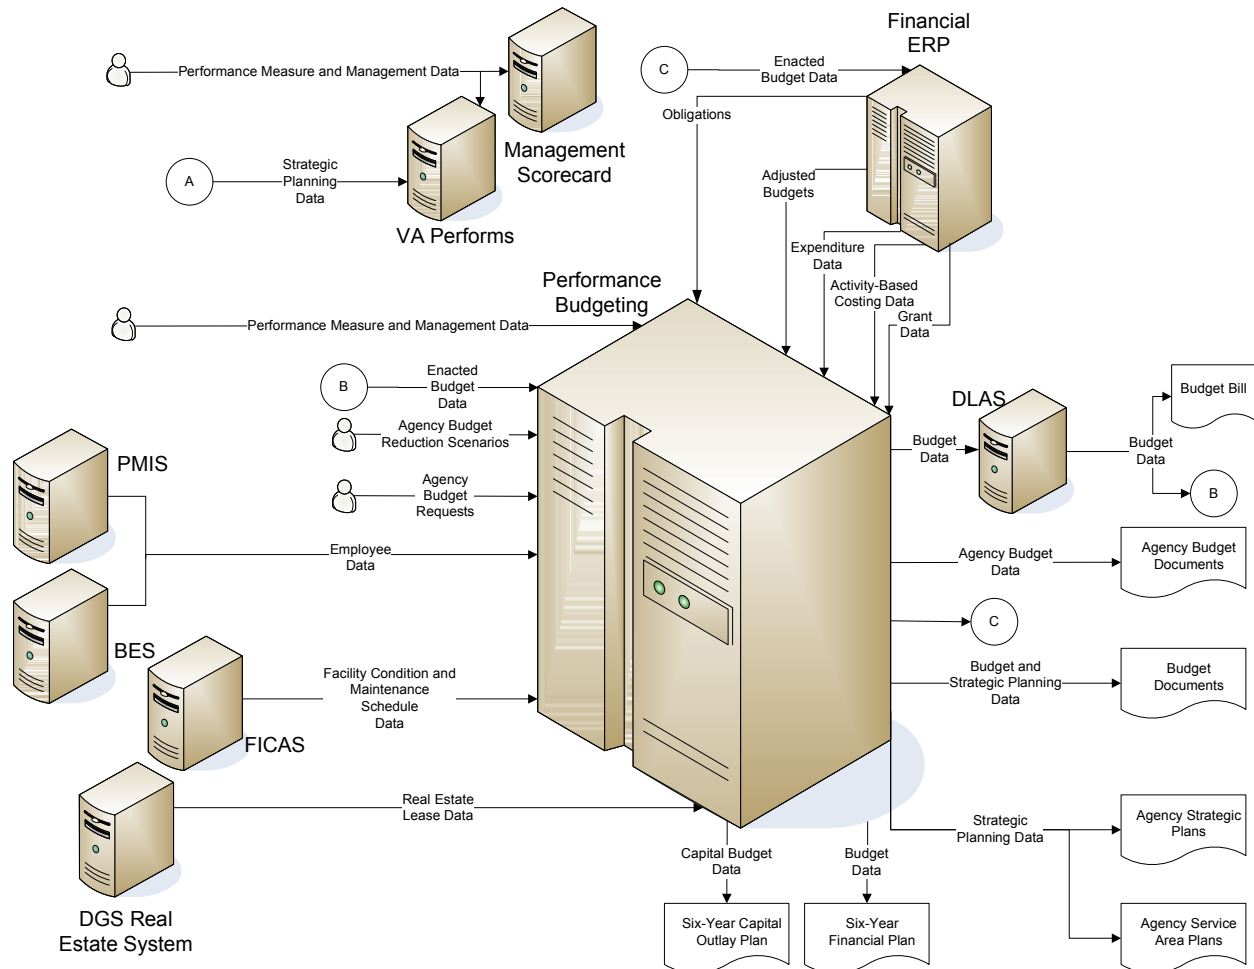 Financial
ERP
C
Enacted
Budget Data
Performance Measure and Management Data
Obligations
Management
Scorecard
A
Strategic
Planning
Data
VA Performs
Adjusted
Budgets
Expenditure
Data
Activity-Based
Costing Data
Grant
Data
Performance
Budgeting
Performance Measure and Management Data
B
Enacted
Budget
Data
Agency Budget
Reduction Scenarios
Agency
Budget
Requests
DLAS
Budget
Data
Budget Bill
Budget
Data
B
PMIS
Employee
Data
BES
Agency Budget
Data
Agency Budget
Documents
C
Facility Condition and
Maintenance
Schedule
Data
FICAS
Budget and
Strategic Planning
Data
Budget
Documents
Real Estate
Lease Data
DGS Real
Estate System
Strategic
Planning Data
Agency Strategic
Plans
Capital Budget
Data
Budget
Data
Six-Year Capital
Outlay Plan
Six-Year
Financial Plan
Agency Service
Area Plans